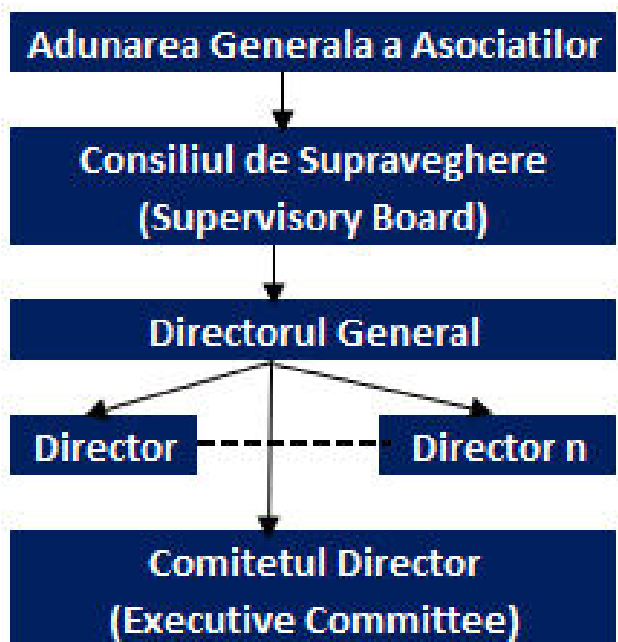 Adunarea Generala a Asociatilor
Consiliul de Supraveghere
(Supervisory Board)
Directorul General
Director
Director n
Comitetul Director
(Executive Committee)